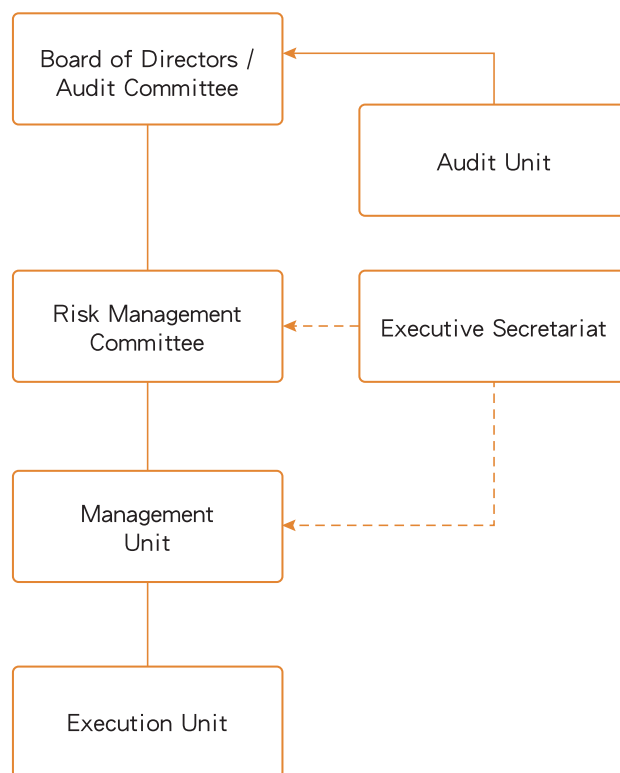 Board of Directors /
Audit Committee
Audit Unit
Risk Management
Committee
Executive Secretariat
Management
Unit
Execution Unit